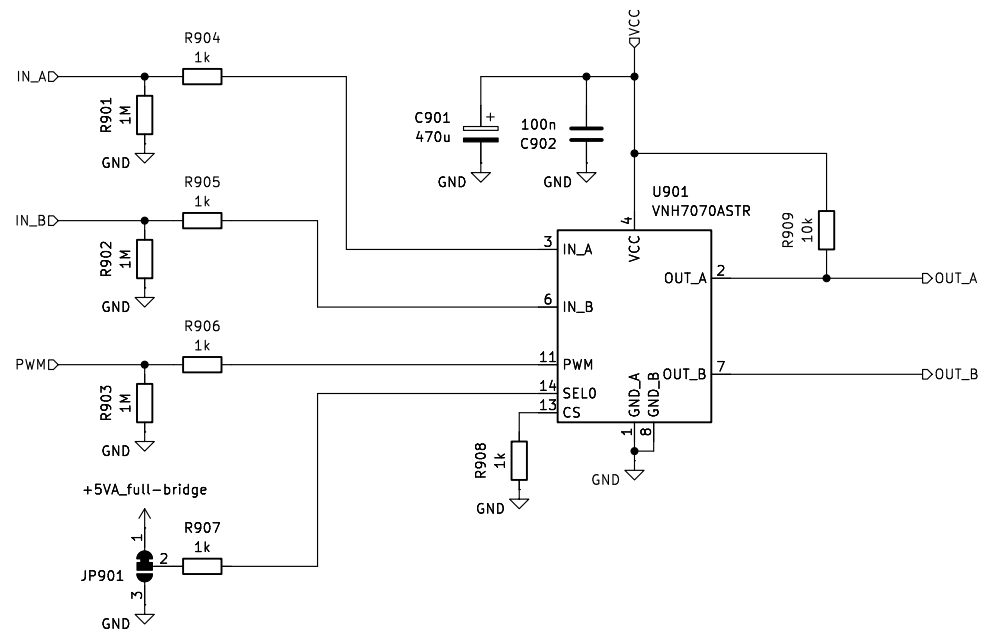 VCC
R904
1k
IN_A
R901
1M
GND
C901
470u
+
100n
C902
GND
GND
R905
1k
IN_B
R902
1M
GND
U901
VNH7070ASTR
R909
10k
4
VCC
3
IN_A
OUT_A
2
OUT_A
6
IN_B
R906
1k
PWM
R903
1M
GND
11
PWM
14
SEL0
13
CS
OUT_B
7
OUT_B
GND_A
GND_B
1
8
GND
R908
1k
GND
+5VA_full-bridge
1
R907
1k
2
JP901
3
GND